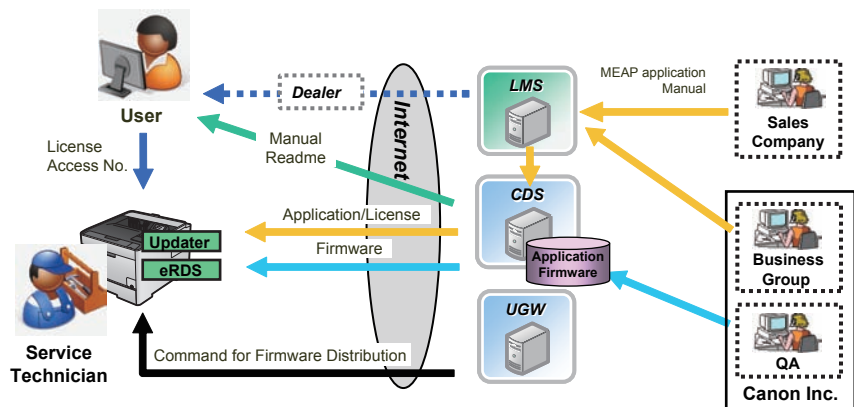 User
License
Access No.
Dealer
Internet
Manual
Readme
LMS
MEAP application
Manual
Sales
Company
CDS
Application
Firmware
Application/License
Firmware
Updater
eRDS
Business
Group
UGW
QA
Canon Inc.
Service
Technician
Command for Firmware Distribution